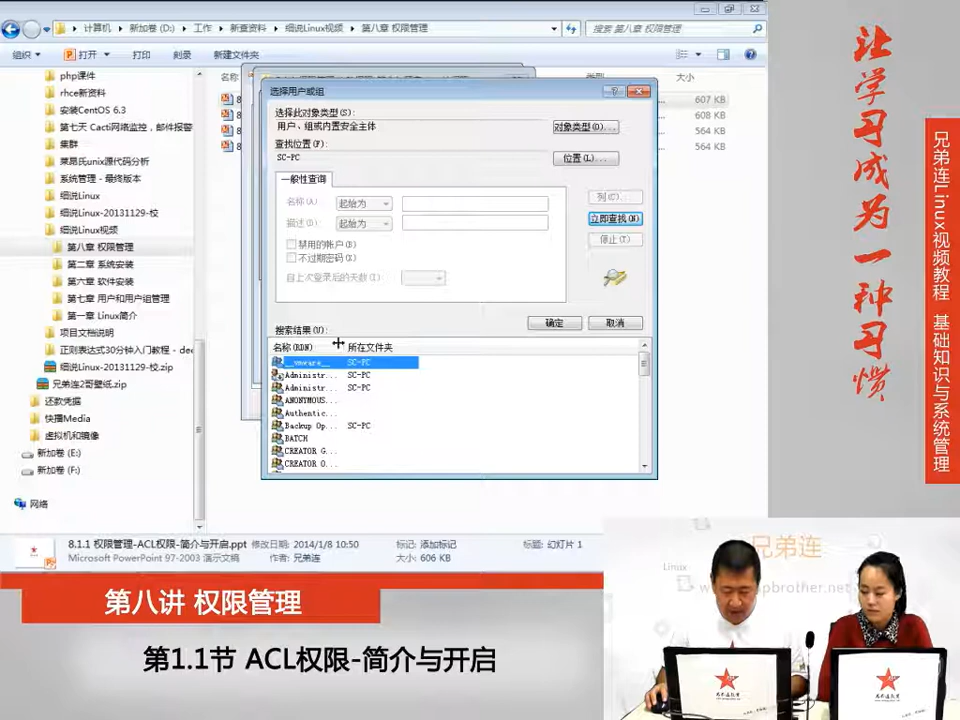 计算机 新加卷 (D:) 工作 新查资料 细说Linux视频 第八章 权限管理
搜索 第八章 权限管理
组织 打开 打印 刻录 新建文件夹
php课件
rhce新资料
安装CentOS 6.3
第七天 Cacti网络监控，邮件报警
集群
莱昂氏unix源代码分析
系统管理 - 最终版本
细说Linux
细说Linux-20131129-校
细说Linux视频
第八章 权限管理
第二章 系统安装
第六章 软件安装
第七章 用户和用户组管理
第一章 Linux简介
项目文档说明
正则表达式30分钟入门教程 - dee
细说Linux-20131129-校.zip
兄弟连2哥壁纸.zip
还款凭据
快播Media
虚拟机和镜像
新加卷 (E:)
新加卷 (F:)
网络
名称
类型
大小
8
8
8
8
607 KB
608 KB
564 KB
564 KB
选择用户或组
选择此对象类型(S):
用户、组或内置安全主体
对象类型(O)...
查找位置(F):
SC-PC
位置(L)...
一般性查询
名称(A)
起始为
描述(D):
起始为
禁用的帐户(B)
不过期密码(X)
自上次登录后的天数(I):
列(C)...
立即查找(N)
停止(T)
确定
取消
搜索结果(U):
名称(RDN)
所在文件夹
__vmware__ SC-PC
Administr... SC-PC
Administr... SC-PC
ANONYMOUS...
Authentic...
Backup Op... SC-PC
BATCH
CREATOR G...
CREATOR O...
8.1.1 权限管理-ACL权限-简介与开启.ppt 修改日期: 2014/1/8 10:50 标记: 添加标记 标题: 幻灯片 1
Microsoft PowerPoint 97-2003 演示文稿 作者: 兄弟连 大小: 606 KB
让学习成为一种习惯
兄弟连Linux视频教程 基础知识与系统管理
第八讲 权限管理
第1.1节 ACL权限-简介与开启
兄弟连
Linux